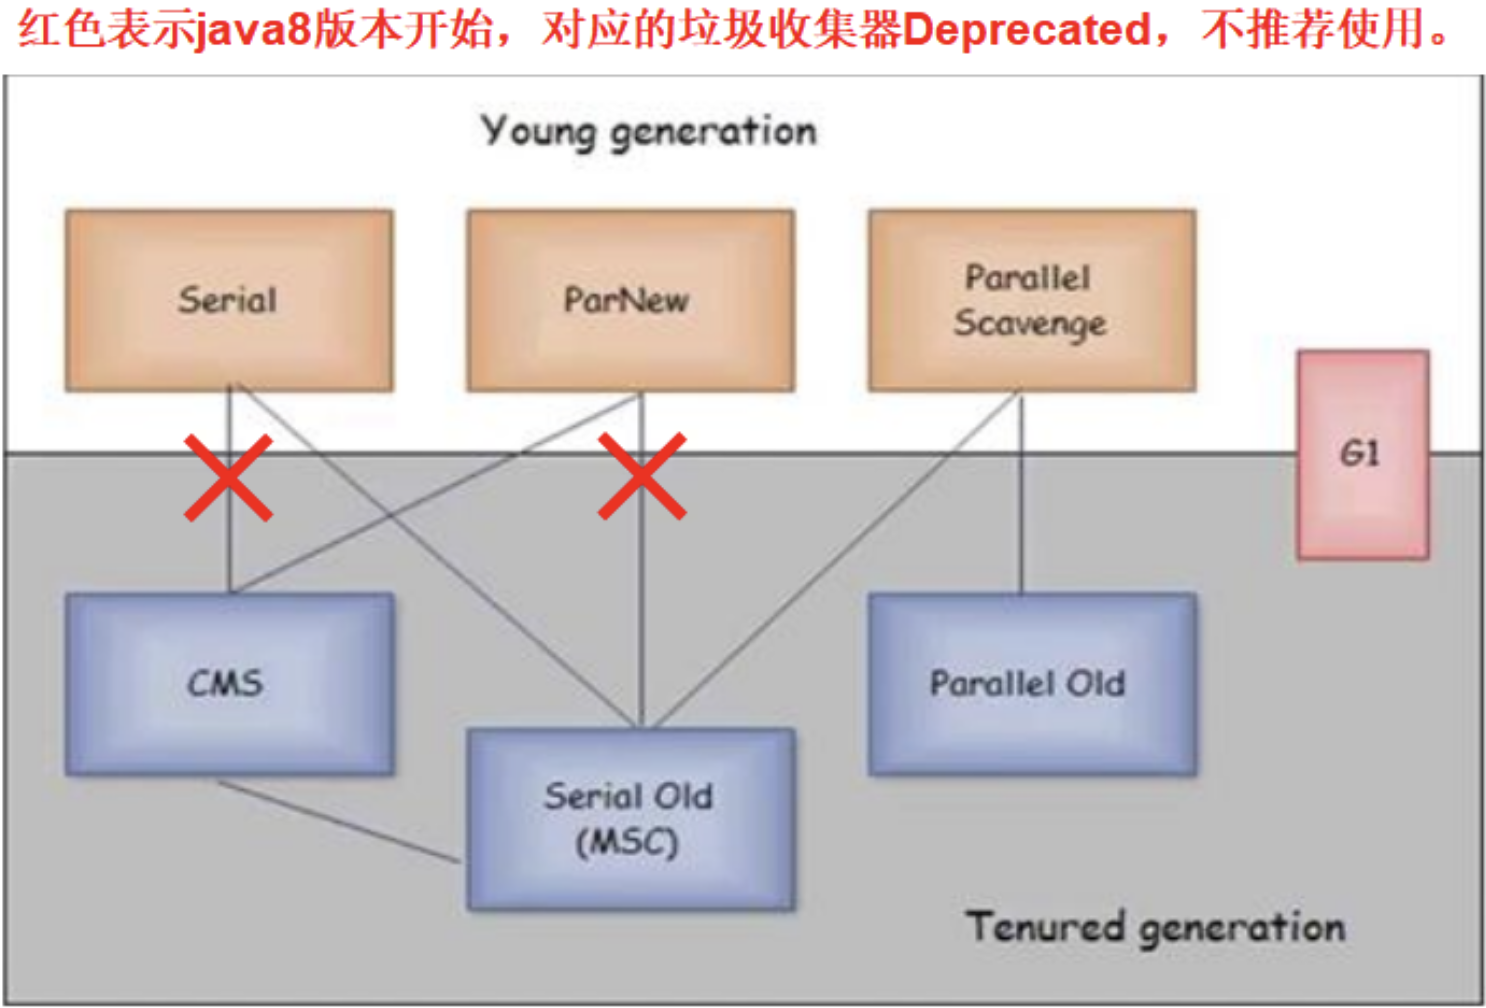 红色表示java8版本开始，对应的垃圾收集器Deprecated，不推荐使用。
Young generation
Serial
ParNew
Parallel
Scavenge
G1
CMS
Serial Old
(MSC)
Parallel Old
Tenured generation